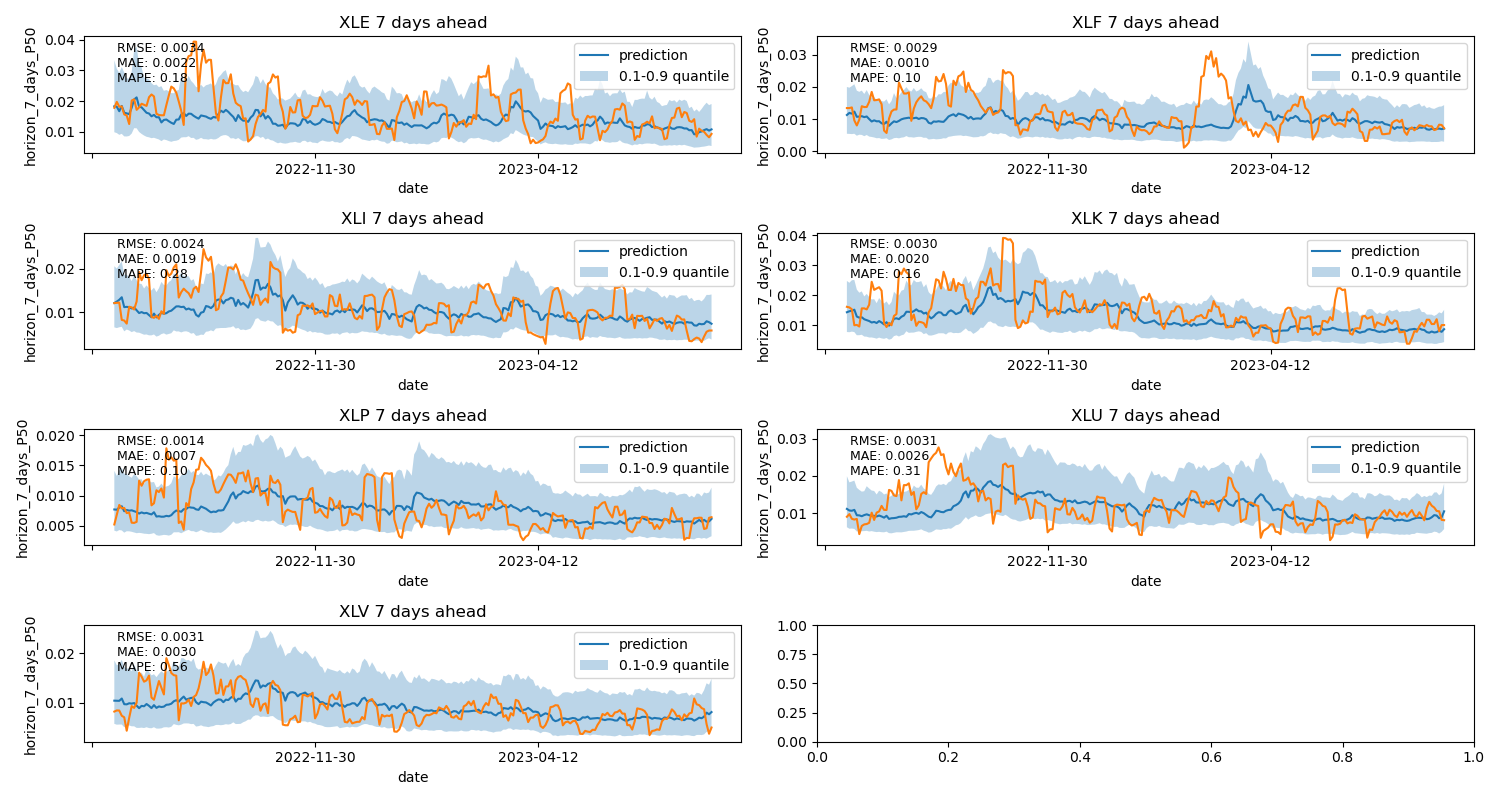 XLE 7 days ahead
horizon_7_days_P50
0.04
0.03
0.02
0.01
RMSE: 0.0034
MAE: 0.0022
MAPE: 0.18
prediction
0.1-0.9 quantile
2022-11-30
2023-04-12
date
XLF 7 days ahead
horizon_7_days_P50
0.03
0.02
0.01
0.00
RMSE: 0.0029
MAE: 0.0010
MAPE: 0.10
prediction
0.1-0.9 quantile
2022-11-30
2023-04-12
date
XLI 7 days ahead
horizon_7_days_P50
0.02
0.01
RMSE: 0.0024
MAE: 0.0019
MAPE: 0.28
prediction
0.1-0.9 quantile
2022-11-30
2023-04-12
date
XLK 7 days ahead
horizon_7_days_P50
0.04
0.03
0.02
0.01
RMSE: 0.0030
MAE: 0.0020
MAPE: 0.16
prediction
0.1-0.9 quantile
2022-11-30
2023-04-12
date
XLP 7 days ahead
horizon_7_days_P50
0.020
0.015
0.010
0.005
RMSE: 0.0014
MAE: 0.0007
MAPE: 0.10
prediction
0.1-0.9 quantile
2022-11-30
2023-04-12
date
XLU 7 days ahead
horizon_7_days_P50
0.03
0.02
0.01
RMSE: 0.0031
MAE: 0.0026
MAPE: 0.31
prediction
0.1-0.9 quantile
2022-11-30
2023-04-12
date
XLV 7 days ahead
horizon_7_days_P50
0.02
0.01
RMSE: 0.0031
MAE: 0.0030
MAPE: 0.56
prediction
0.1-0.9 quantile
2022-11-30
2023-04-12
date
1.00
0.75
0.50
0.25
0.00
0.0
0.2
0.4
0.6
0.8
1.0